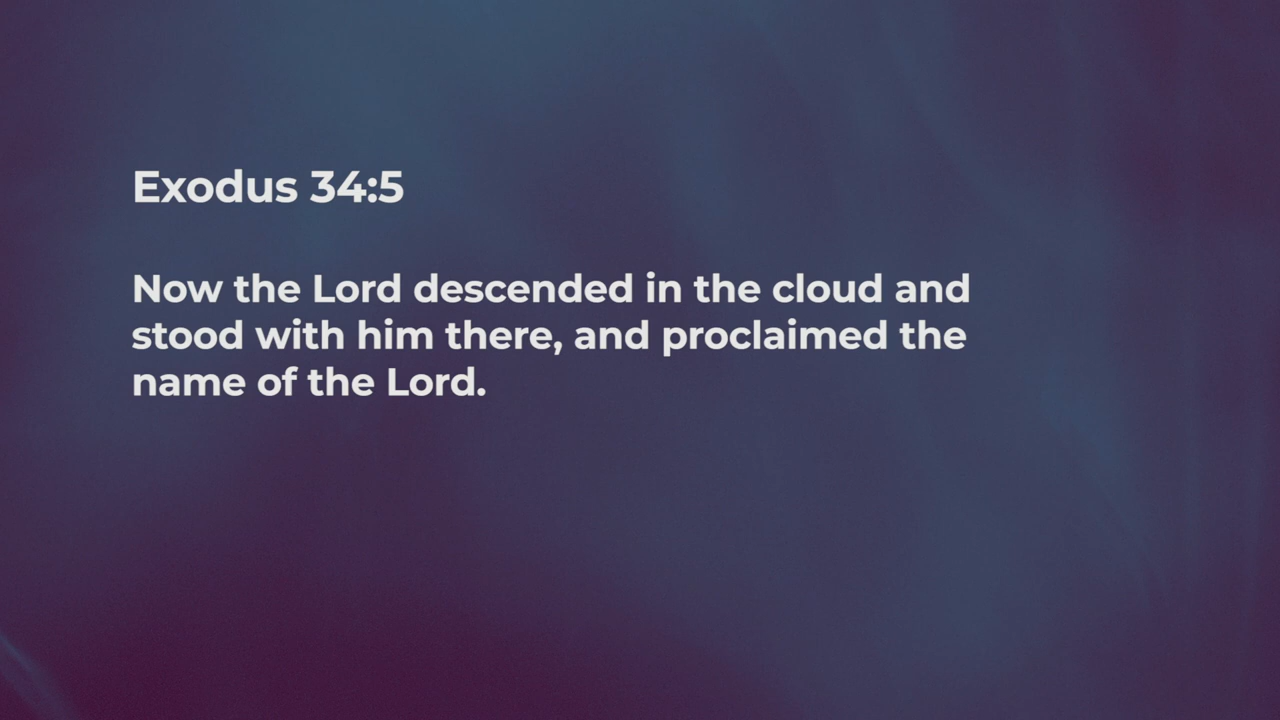 Exodus 34:5
Now the Lord descended in the cloud and
stood with him there, and proclaimed the
name of the Lord.